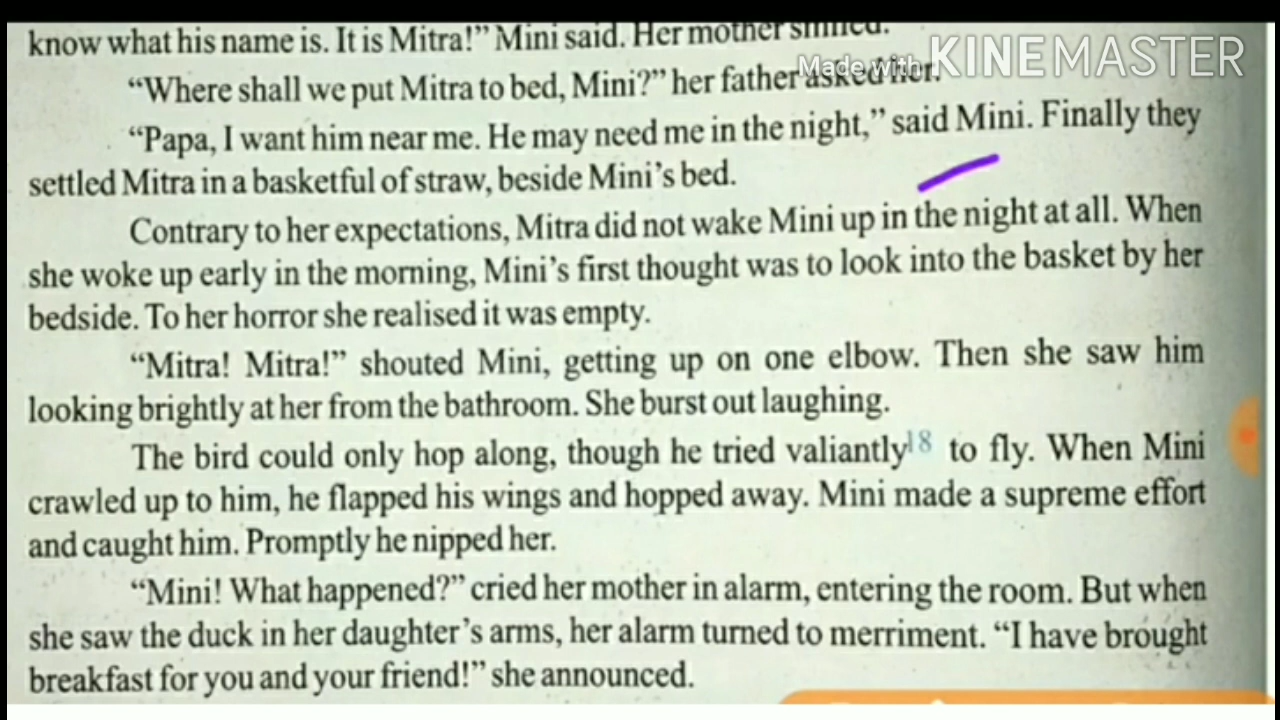 know what his name is. It is Mitra!” Mini said. Her mother smiled.
Made with KINEMASTER
“Where shall we put Mitra to bed, Mini?” her father asked her.
“Papa, I want him near me. He may need me in the night,” said Mini. Finally they
settled Mitra in a basketful of straw, beside Mini’s bed.
Contrary to her expectations, Mitra did not wake Mini up in the night at all. When
she woke up early in the morning, Mini’s first thought was to look into the basket by her
bedside. To her horror she realised it was empty.
“Mitra! Mitra!” shouted Mini, getting up on one elbow. Then she saw him
looking brightly at her from the bathroom. She burst out laughing.
The bird could only hop along, though he tried valiantly18 to fly. When Mini
crawled up to him, he flapped his wings and hopped away. Mini made a supreme effort
and caught him. Promptly he nipped her.
“Mini! What happened?” cried her mother in alarm, entering the room. But when
she saw the duck in her daughter’s arms, her alarm turned to merriment. “I have brought
breakfast for you and your friend!” she announced.